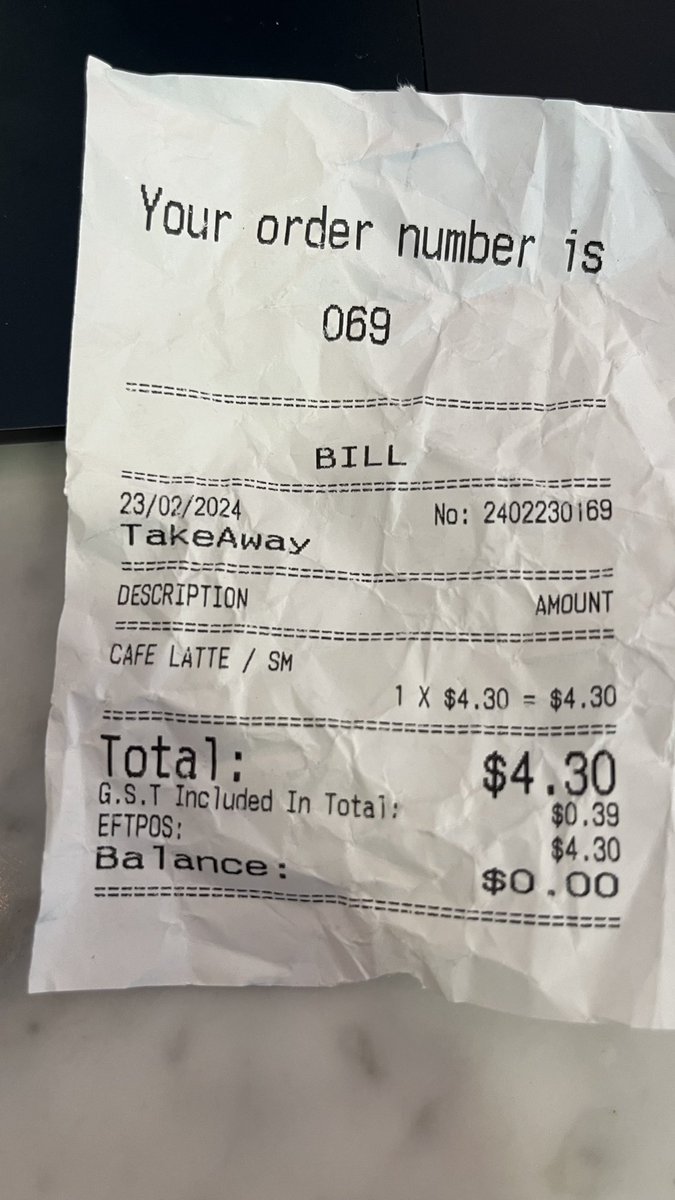 Your order number is
069
================================================
BILL
================================================
23/02/2024 No: 2402230169
TakeAway
================================================
DESCRIPTION AMOUNT
================================================
CAFE LATTE / SM
1 X $4.30 = $4.30
================================================
Total: $4.30
G.S.T Included In Total: $0.39
EFTPOS: $4.30
Balance: $0.00
================================================